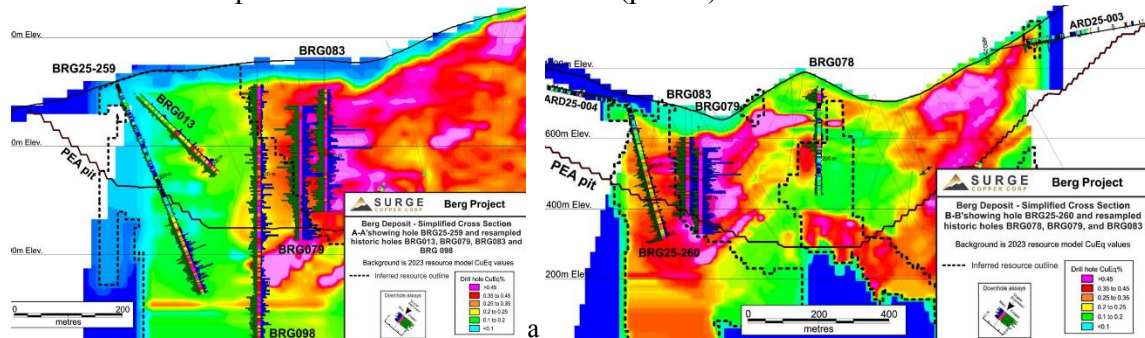 0m Elev.
BRG083
BRG25-259
BRG013
0m Elev.
PEA pit
0m Elev.
BRG079
BRG098
0
200
metres
SURGE
COPPER CORP
Berg Project
Berg Deposit - Simplified Cross Section
A-A'showing hole BRG25-259 and resampled
historic holes BRG013, BRG079, BRG083 and
BRG 098
Background is 2023 resource model CuEq values
Inferred resource outline
Downhole assays
Drill hole CuEq%
>0.45
0.35 to 0.45
0.25 to 0.35
0.2 to 0.25
0.1 to 0.2
<0.1
a
ARD25-003
BRG078
BRG083
BRG079
ARD25-004
600m Elev.
PEA pit
400m Elev.
BRG25-260
200m Elev.
0
200
400
metres
SURGE
COPPER CORP
Berg Project
Berg Deposit - Simplified Cross Section
B-B'showing hole BRG25-260 and resampled
historic holes BRG078, BRG079, and BRG083
Background is 2023 resource model CuEq values
Inferred resource outline
Downhole assays
Drill hole CuEq%
>0.45
0.35 to 0.45
0.25 to 0.35
0.2 to 0.25
0.1 to 0.2
<0.1